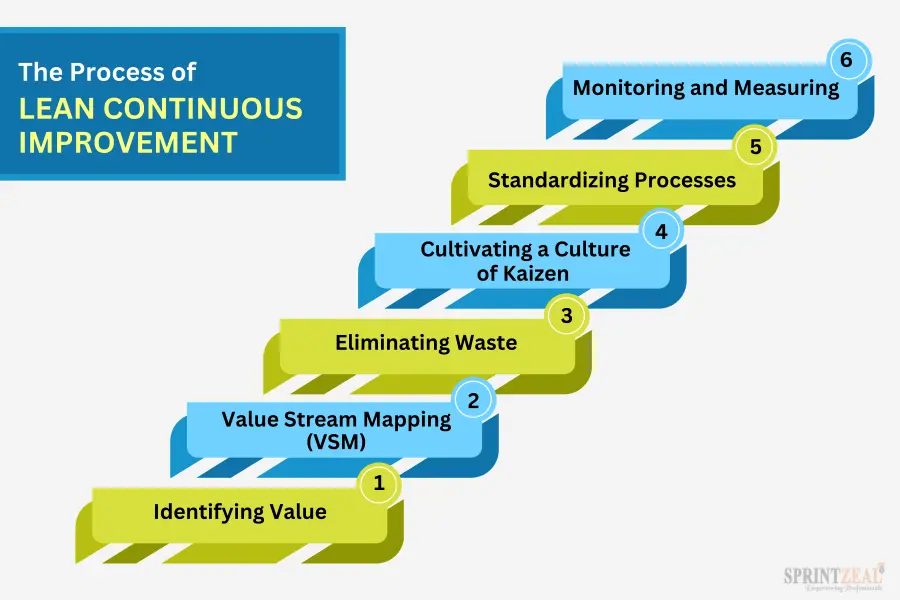 The Process of
LEAN CONTINUOUS
IMPROVEMENT
6
Monitoring and Measuring
5
Standardizing Processes
4
Cultivating a Culture
of Kaizen
3
Eliminating Waste
2
Value Stream Mapping
(VSM)
1
Identifying Value
SPRINTZEAL
Empowering Professionals